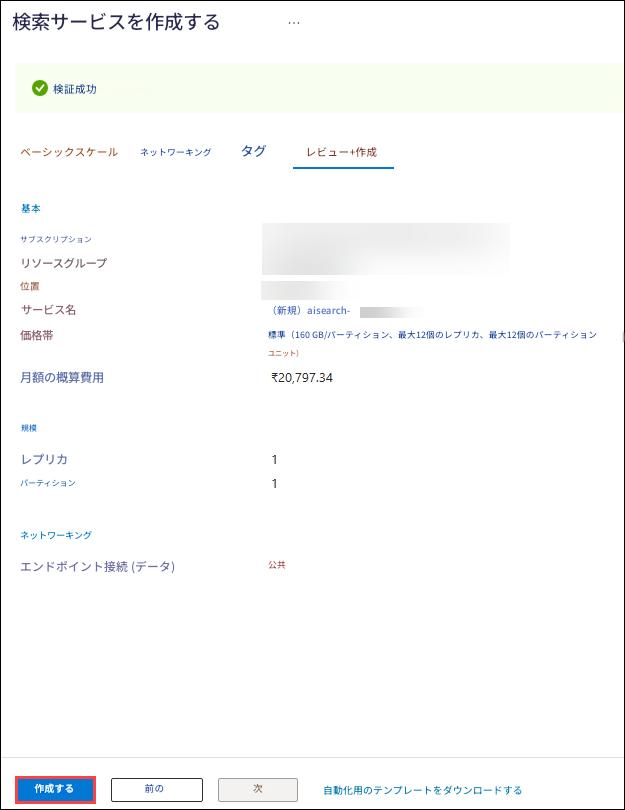 検索サービスを作成する ...
検証成功
ベーシックスケール ネットワーキング タグ レビュー+作成
基本
サブスクリプション
リソースグループ
位置
サービス名 （新規）aisearch-
価格帯 標準（160 GB/パーティション、最大12個のレプリカ、最大12個のパーティション
ユニット）
月額の概算費用 ₹20,797.34
規模
レプリカ 1
パーティション 1
ネットワーキング
エンドポイント接続 (データ) 公共
作成する 前の 次 自動化用のテンプレートをダウンロードする